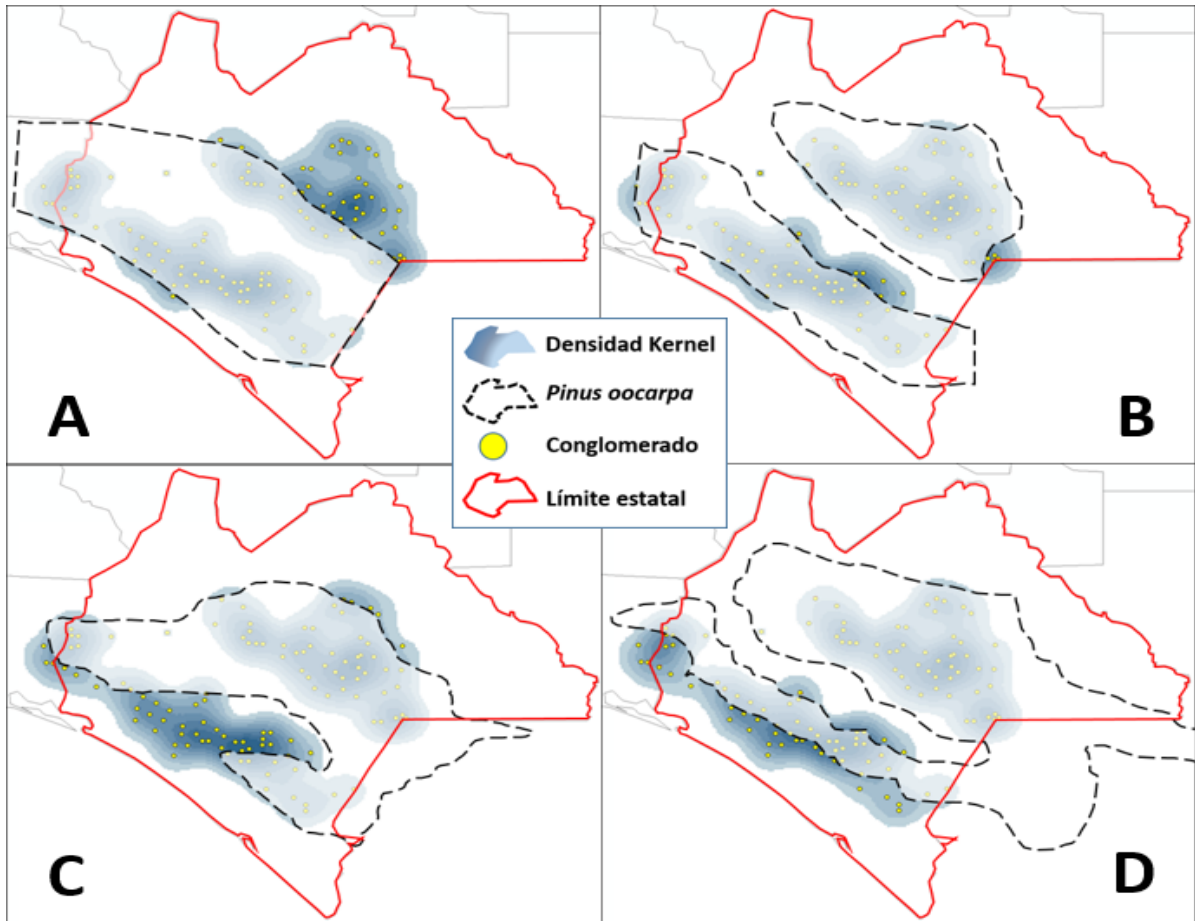 A
B
Densidad Kernel
Pinus oocarpa
Conglomerado
Límite estatal
C
D